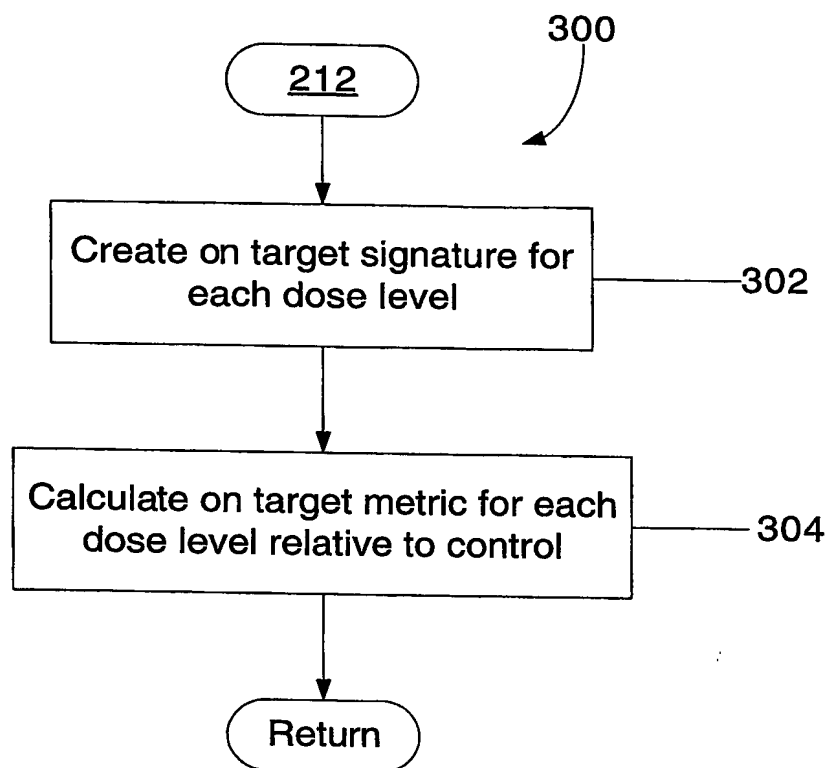 300
212
Create on target signature for
each dose level
302
Calculate on target metric for each
dose level relative to control
304
Return